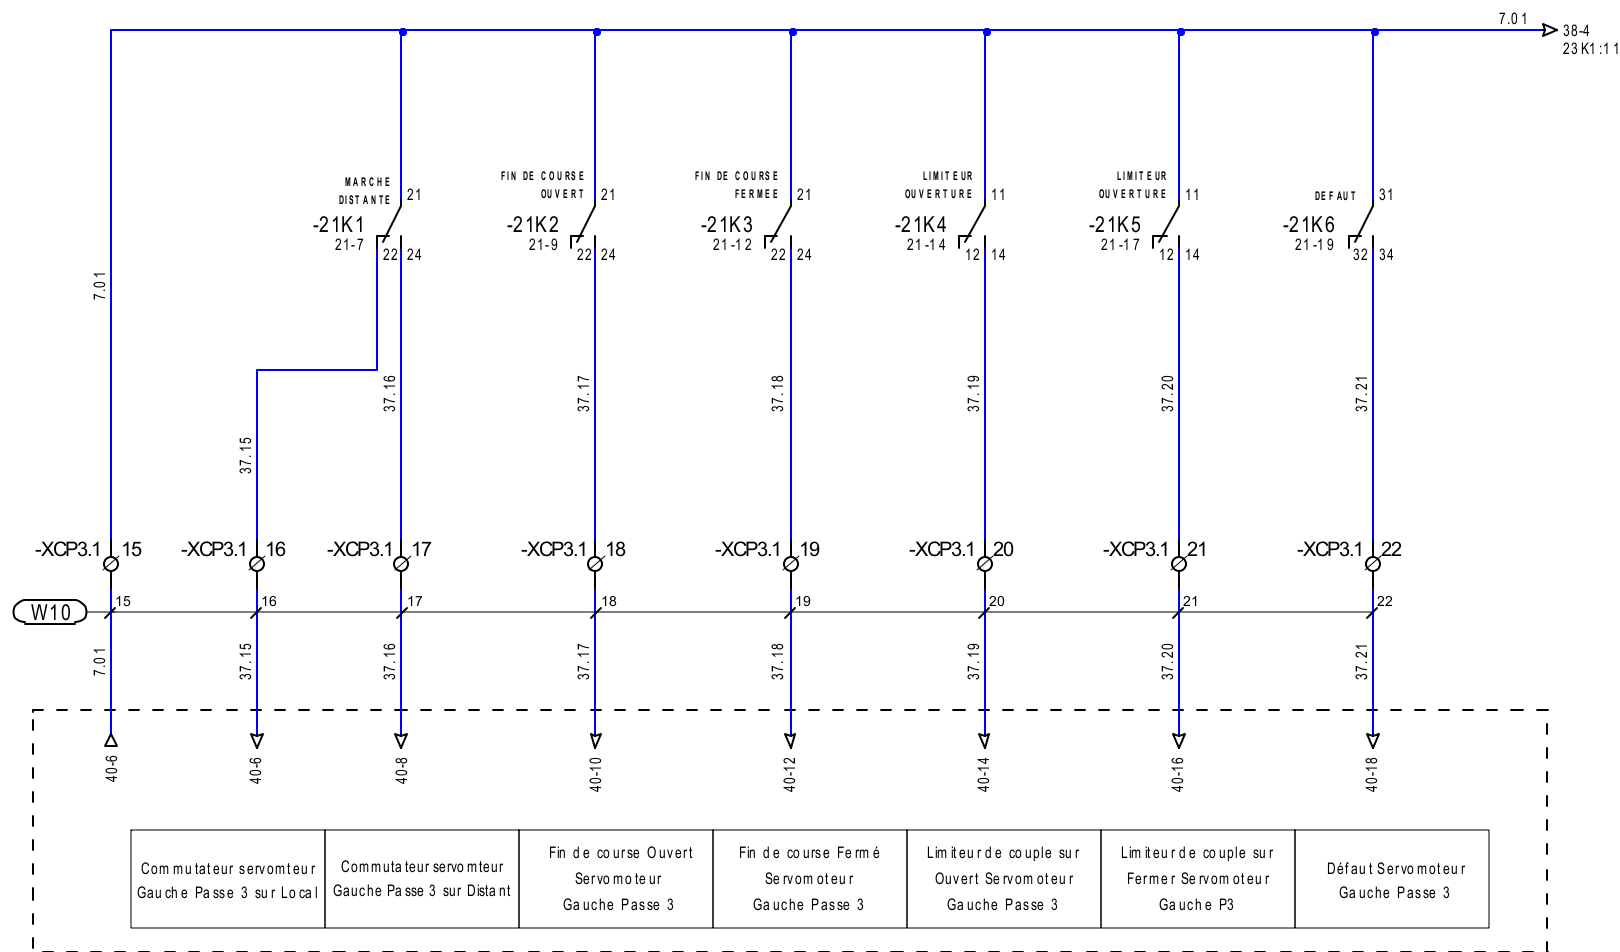 7.01
38-4
23K1:11
MARCHE
DISTANTE
21
-21K1
21-7
22 24
FIN DE COURSE
OUVERT
21
-21K2
21-9
22 24
FIN DE COURSE
FERMEE
21
-21K3
21-12
22 24
LIMITEUR
OUVERTURE
11
-21K4
21-14
12 14
LIMITEUR
OUVERTURE
11
-21K5
21-17
12 14
DEFAUT
31
-21K6
21-19
32 34
7.01
37.15
37.16
37.17
37.18
37.19
37.20
37.21
-XCP3.1 15
-XCP3.1 16
-XCP3.1 17
-XCP3.1 18
-XCP3.1 19
-XCP3.1 20
-XCP3.1 21
-XCP3.1 22
W10
15
16
17
18
19
20
21
22
7.01
37.15
37.16
37.17
37.18
37.19
37.20
37.21
40-6
40-6
40-8
40-10
40-12
40-14
40-16
40-18
Commutateur servomteur
Gauche Passe 3 sur Local
Commutateur servomteur
Gauche Passe 3 sur Distant
Fin de course Ouvert
Servomoteur
Gauche Passe 3
Fin de course Fermé
Servomoteur
Gauche Passe 3
Limiteur de couple sur
Ouvert Servomoteur
Gauche Passe 3
Limiteur de couple sur
Fermer Servomoteur
Gauche P3
Défaut Servomoteur
Gauche Passe 3